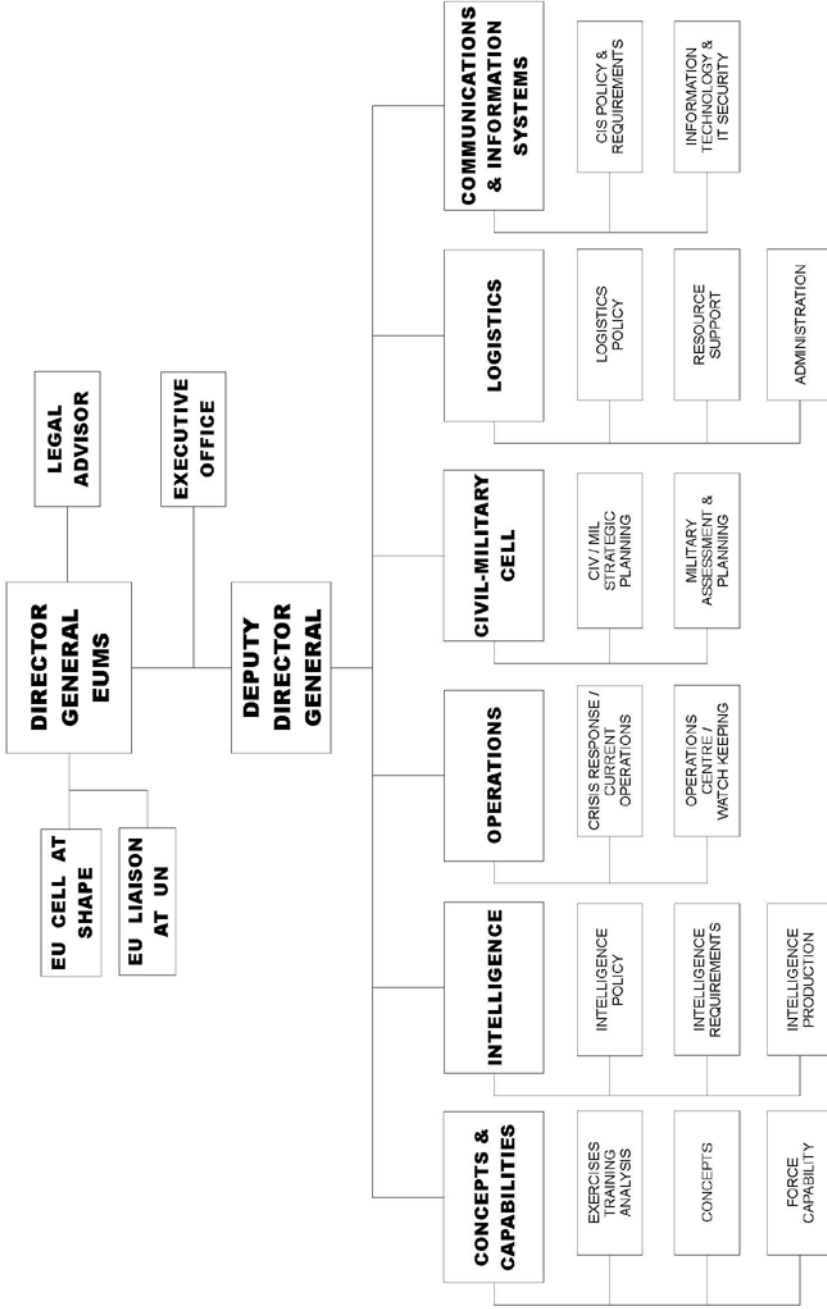 DIRECTOR
GENERAL
EUMS
LEGAL
ADVISOR
EU CELL AT
SHAPE
EU LIAISON
AT UN
EXECUTIVE
OFFICE
DEPUTY
DIRECTOR
GENERAL
CONCEPTS &
CAPABILITIES
EXERCISES
TRAINING
ANALYSIS
CONCEPTS
FORCE
CAPABILITY
INTELLIGENCE
INTELLIGENCE
POLICY
INTELLIGENCE
REQUIREMENTS
INTELLIGENCE
PRODUCTION
OPERATIONS
CRISIS RESPONSE /
CURRENT
OPERATIONS
OPERATIONS
CENTRE /
WATCH KEEPING
CIVIL-MILITARY
CELL
CIV / MIL
STRATEGIC
PLANNING
MILITARY
ASSESSMENT &
PLANNING
LOGISTICS
LOGISTICS
POLICY
RESOURCE
SUPPORT
ADMINISTRATION
COMMUNICATIONS
& INFORMATION
SYSTEMS
CIS POLICY &
REQUIREMENTS
INFORMATION
TECHNOLOGY &
IT SECURITY